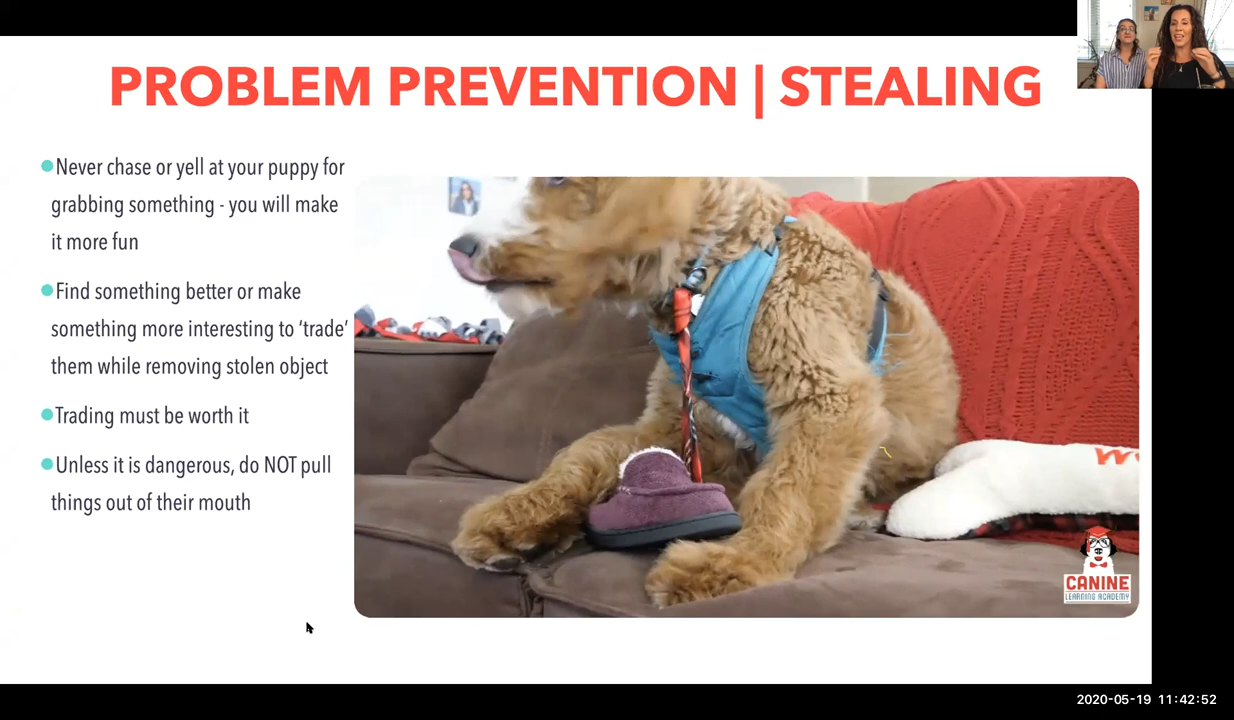 PROBLEM PREVENTION | STEALING
Never chase or yell at your puppy for
grabbing something - you will make
it more fun
Find something better or make
something more interesting to ‘trade’
them while removing stolen object
Trading must be worth it
Unless it is dangerous, do NOT pull
things out of their mouth
CANINE
LEARNING ACADEMY
2020-05-19 11:42:52